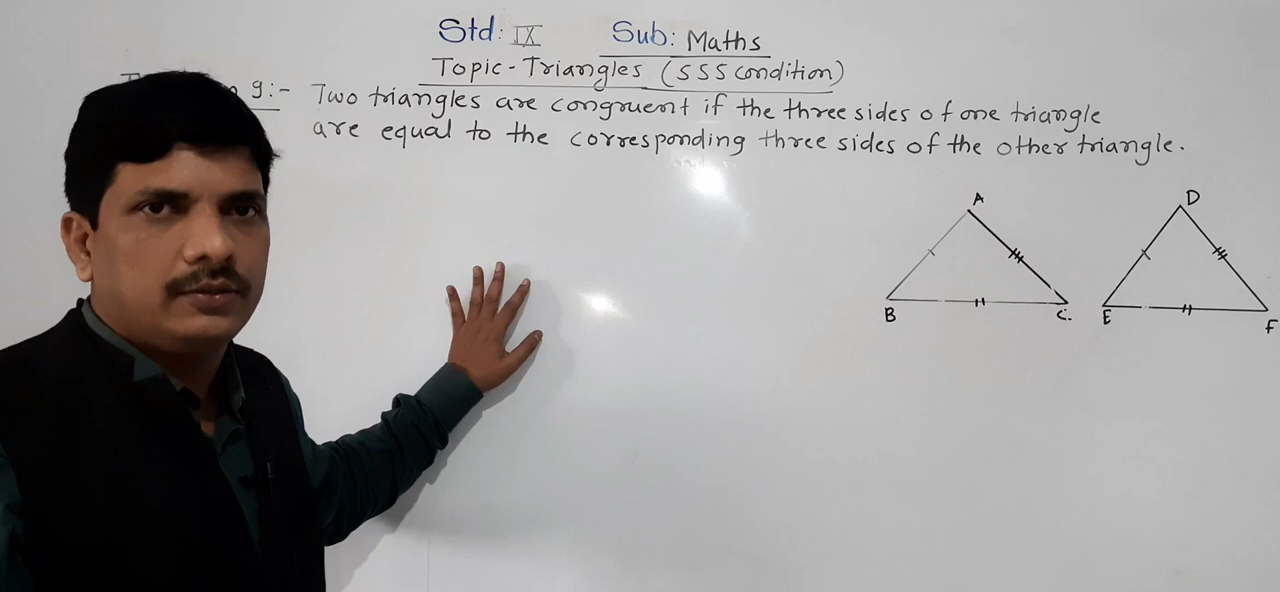 Std: IX Sub: Maths
Topic-Triangles (SSS condition)
9:- Two triangles are congruent if the three sides of one triangle
are equal to the corresponding three sides of the other triangle.
A D
B C. E F